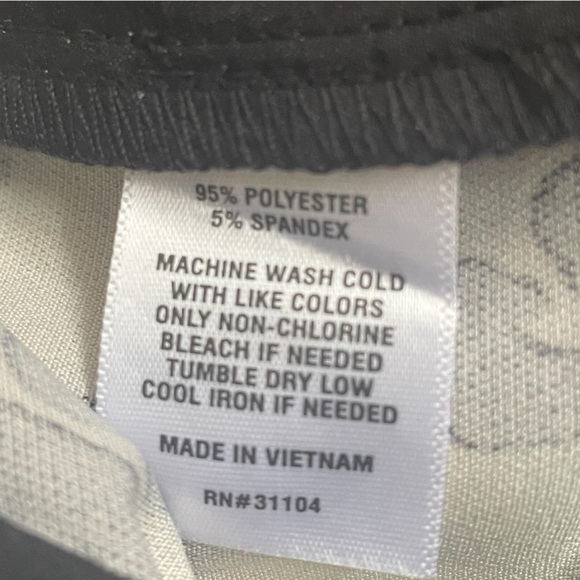 95% POLYESTER
5% SPANDEX
MACHINE WASH COLD
WITH LIKE COLORS
ONLY NON-CHLORINE
BLEACH IF NEEDED
TUMBLE DRY LOW
COOL IRON IF NEEDED
MADE IN VIETNAM
RN#31104